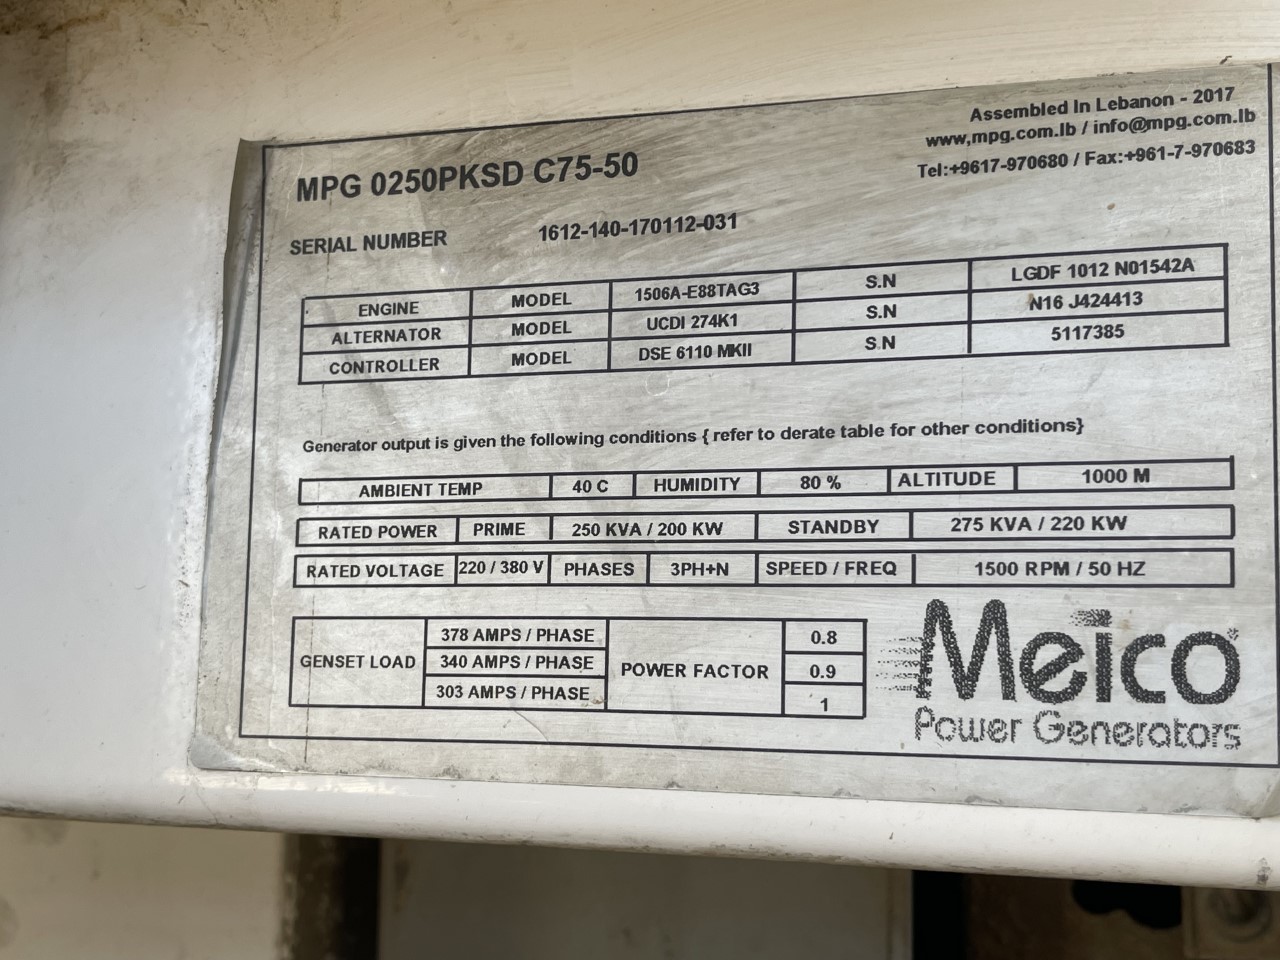 Assembled In Lebanon - 2017
www,mpg.com.lb / info@mpg.com.lb
Tel:+9617-970680 / Fax:+961-7-970683
MPG 0250PKSD C75-50
SERIAL NUMBER 1612-140-170112-031
ENGINE MODEL 1506A-E88TAG3 S.N LGDF 1012 N01542A
ALTERNATOR MODEL UCDI 274K1 S.N N16 J424413
CONTROLLER MODEL DSE 6110 MKII S.N 5117385
Generator output is given the following conditions { refer to derate table for other conditions}
AMBIENT TEMP 40 C HUMIDITY 80 % ALTITUDE 1000 M
RATED POWER PRIME 250 KVA / 200 KW STANDBY 275 KVA / 220 KW
RATED VOLTAGE 220 / 380 V PHASES 3PH+N SPEED / FREQ 1500 RPM / 50 HZ
GENSET LOAD
378 AMPS / PHASE
340 AMPS / PHASE
303 AMPS / PHASE
POWER FACTOR
0.8
0.9
1
Meico
Power Generators